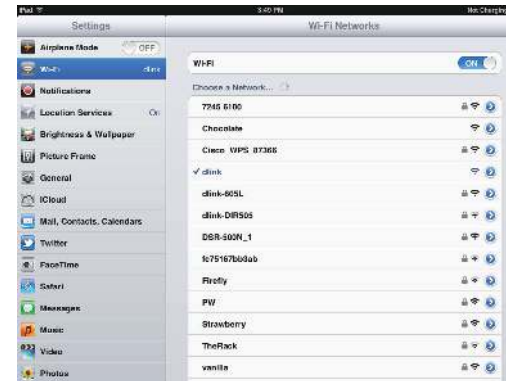 iPad
3:49 PM
Not Charging
Settings
Wi-Fi Networks
Airplane Mode
OFF
Wi-Fi
dlink
Notifications
Location Services
On
Brightness & Wallpaper
Picture Frame
General
iCloud
Mail, Contacts, Calendars
Twitter
FaceTime
Safari
Messages
Music
Video
Photos
Wi-Fi
ON
Choose a Network...
7245 6100
Chocolate
Cisco WPS 07366
✓ dlink
dlink-605L
dlink-DIR505
DSR-500N_1
Firefly
PW
Strawberry
TheRack
vanilla